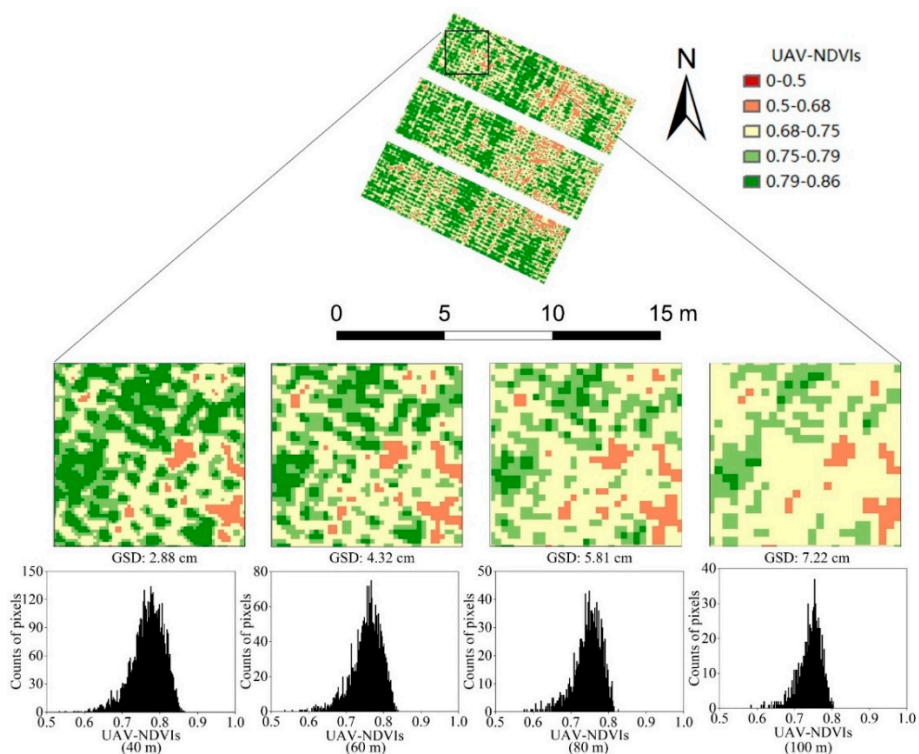 N
UAV-NDVIs
0-0.5
0.5-0.68
0.68-0.75
0.75-0.79
0.79-0.86
0 5 10 15 m
GSD: 2.88 cm GSD: 4.32 cm GSD: 5.81 cm GSD: 7.22 cm
Counts of pixels
150
120
90
60
30
0
0.5 0.6 0.7 0.8 0.9 1.0
UAV-NDVIs
(40 m)
Counts of pixels
80
60
40
20
0
0.5 0.6 0.7 0.8 0.9 1.0
UAV-NDVIs
(60 m)
Counts of pixels
50
40
30
20
10
0
0.5 0.6 0.7 0.8 0.9 1.0
UAV-NDVIs
(80 m)
Counts of pixels
40
30
20
10
0
0.5 0.6 0.7 0.8 0.9 1.0
UAV-NDVIs
(100 m)